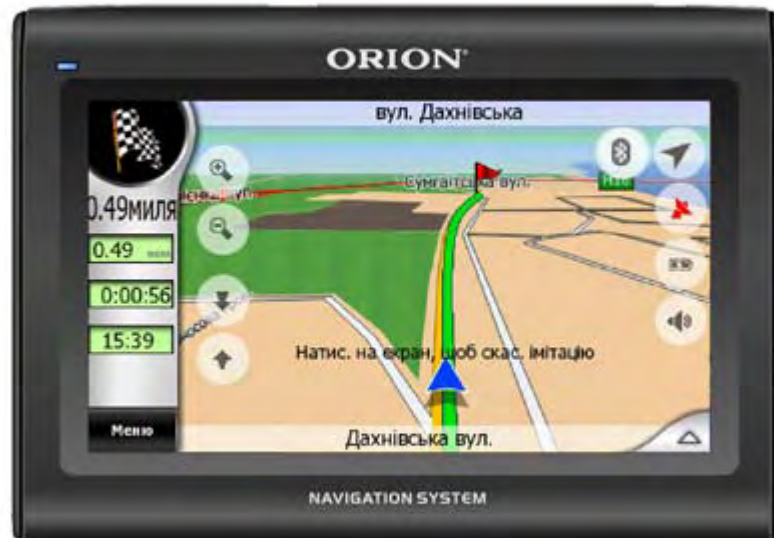 ORION
вул. Дахнівська
Сумгаїтська вул.
Н16
0.49миля
0.49
0:00:56
15:39
Натис. на екран, щоб скас. імітацію
Меню
Дахнівська вул.
NAVIGATION SYSTEM